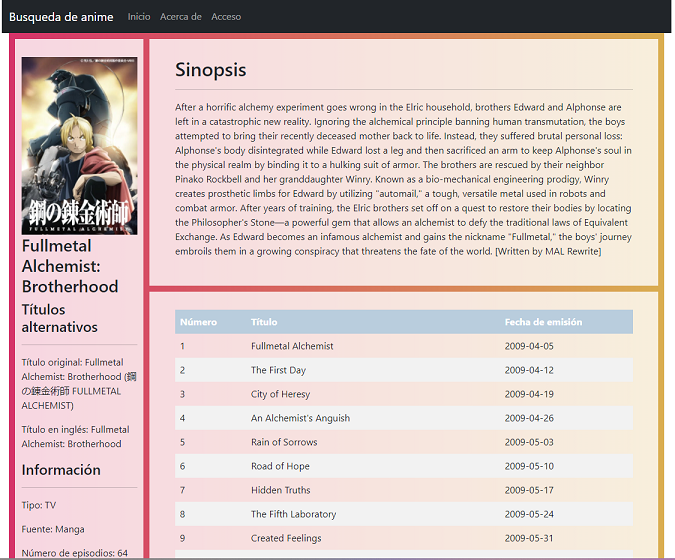 Busqueda de anime Inicio Acerca de Acceso
鋼の錬金術師
FULLMETAL ALCHEMIST
Fullmetal
Alchemist:
Brotherhood
Títulos
alternativos
Título original: Fullmetal
Alchemist: Brotherhood (鋼
の錬金術師 FULLMETAL
ALCHEMIST)
Título en inglés: Fullmetal
Alchemist: Brotherhood
Información
Tipo: TV
Fuente: Manga
Número de episodios: 64
Sinopsis
After a horrific alchemy experiment goes wrong in the Elric household, brothers Edward and Alphonse are
left in a catastrophic new reality. Ignoring the alchemical principle banning human transmutation, the boys
attempted to bring their recently deceased mother back to life. Instead, they suffered brutal personal loss:
Alphonse's body disintegrated while Edward lost a leg and then sacrificed an arm to keep Alphonse's soul in
the physical realm by binding it to a hulking suit of armor. The brothers are rescued by their neighbor
Pinako Rockbell and her granddaughter Winry. Known as a bio-mechanical engineering prodigy, Winry
creates prosthetic limbs for Edward by utilizing "automail," a tough, versatile metal used in robots and
combat armor. After years of training, the Elric brothers set off on a quest to restore their bodies by locating
the Philosopher's Stone—a powerful gem that allows an alchemist to defy the traditional laws of Equivalent
Exchange. As Edward becomes an infamous alchemist and gains the nickname "Fullmetal," the boys' journey
embroils them in a growing conspiracy that threatens the fate of the world. [Written by MAL Rewrite]
Número Título Fecha de emisión
1 Fullmetal Alchemist 2009-04-05
2 The First Day 2009-04-12
3 City of Heresy 2009-04-19
4 An Alchemist's Anguish 2009-04-26
5 Rain of Sorrows 2009-05-03
6 Road of Hope 2009-05-10
7 Hidden Truths 2009-05-17
8 The Fifth Laboratory 2009-05-24
9 Created Feelings 2009-05-31